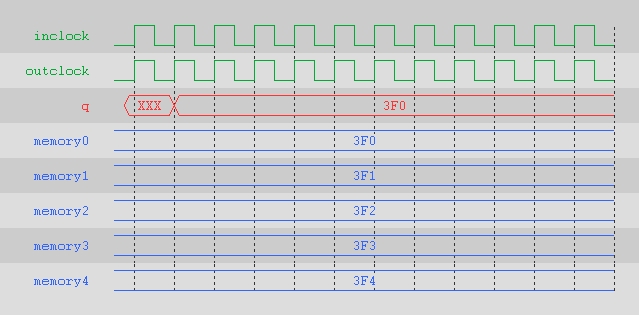 inclock
outclock
q XXX 3F0
memory0 3F0
memory1 3F1
memory2 3F2
memory3 3F3
memory4 3F4